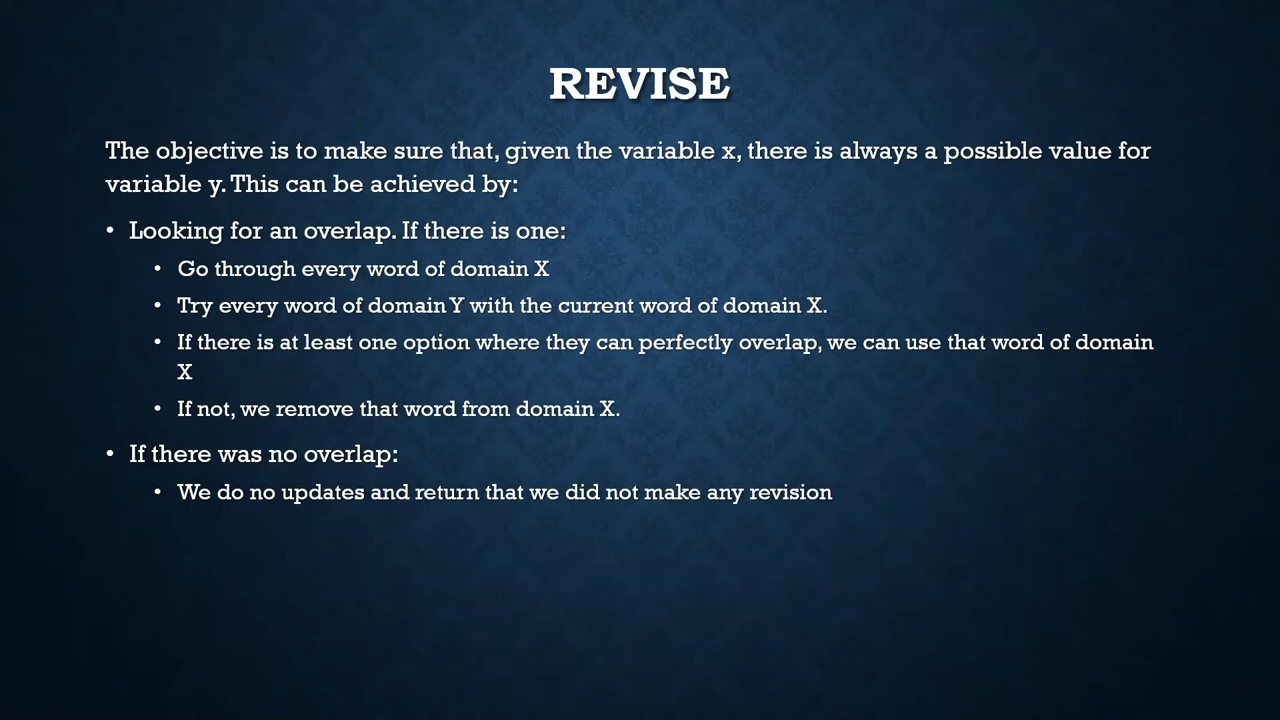 REVISE
The objective is to make sure that, given the variable x, there is always a possible value for
variable y. This can be achieved by:
• Looking for an overlap. If there is one:
• Go through every word of domain X
• Try every word of domain Y with the current word of domain X.
• If there is at least one option where they can perfectly overlap, we can use that word of domain
X
• If not, we remove that word from domain X.
• If there was no overlap:
• We do no updates and return that we did not make any revision